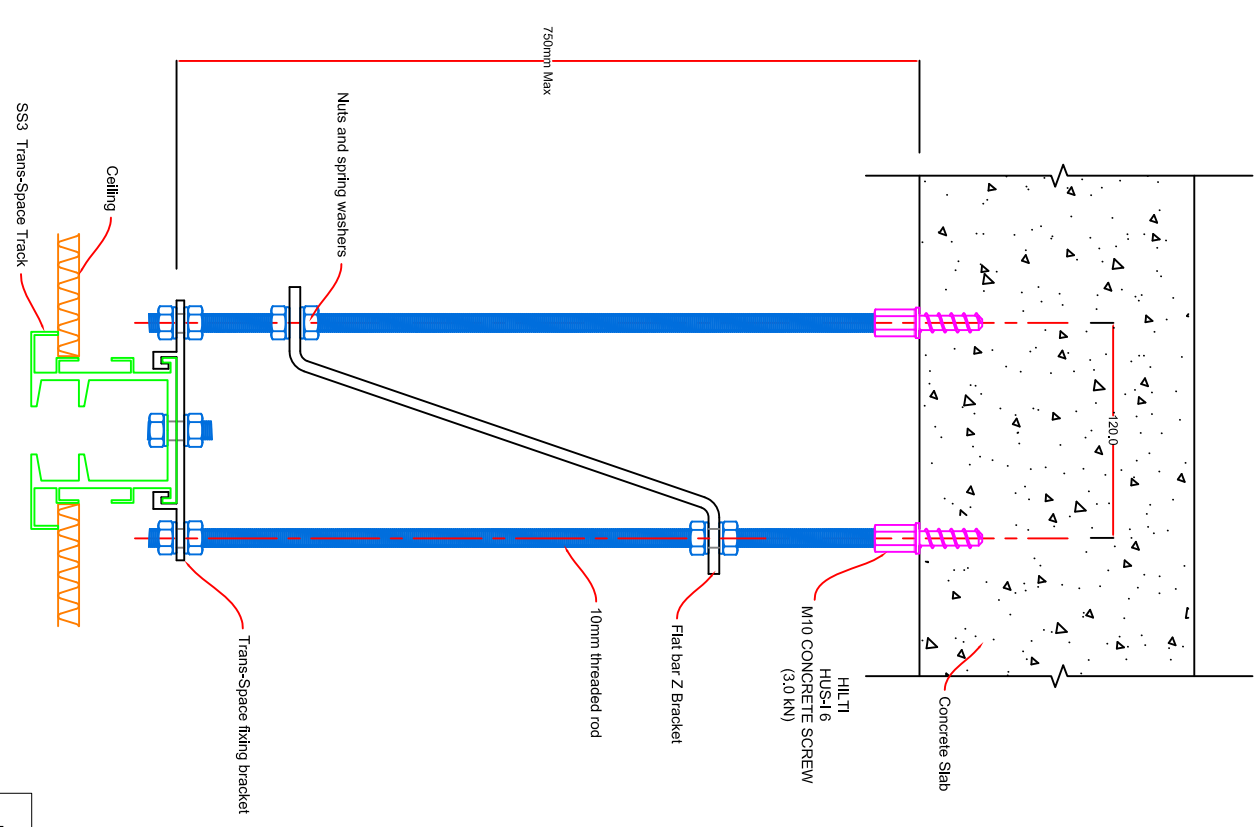 750mm Max
Nuts and spring washers
Ceiling
SS3 Trans-Space Track
120.0
HILTI
HUS-I 6
M10 CONCRETE SCREW
(3.0 kN)
Concrete Slab
Flat bar Z Bracket
10mm threaded rod
Trans-Space fixing bracket